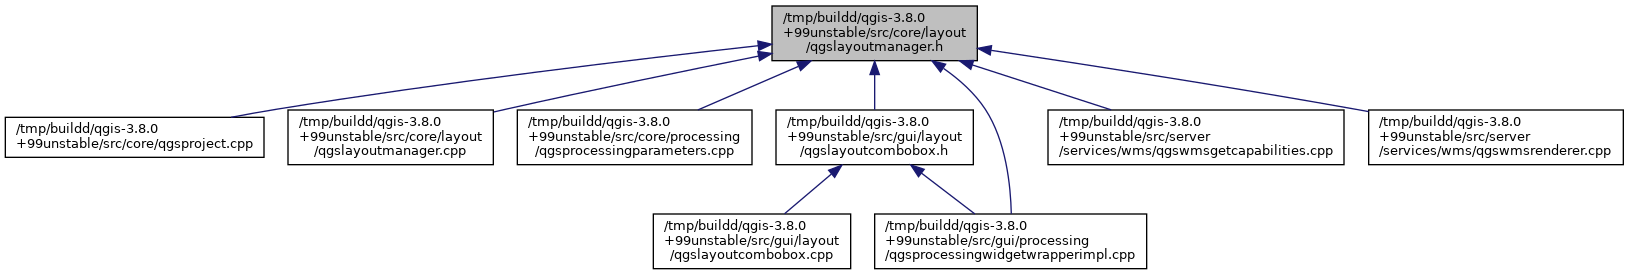 /tmp/buildd/qgis-3.8.0
+99unstable/src/core/layout
/qgslayoutmanager.h
/tmp/buildd/qgis-3.8.0
+99unstable/src/core/qgsproject.cpp
/tmp/buildd/qgis-3.8.0
+99unstable/src/core/layout
/qgslayoutmanager.cpp
/tmp/buildd/qgis-3.8.0
+99unstable/src/core/processing
/qgsprocessingparameters.cpp
/tmp/buildd/qgis-3.8.0
+99unstable/src/gui/layout
/qgslayoutcombobox.h
/tmp/buildd/qgis-3.8.0
+99unstable/src/server
/services/wms/qgswmsgetcapabilities.cpp
/tmp/buildd/qgis-3.8.0
+99unstable/src/server
/services/wms/qgswmsrenderer.cpp
/tmp/buildd/qgis-3.8.0
+99unstable/src/gui/layout
/qgslayoutcombobox.cpp
/tmp/buildd/qgis-3.8.0
+99unstable/src/gui/processing
/qgsprocessingwidgetwrapperimpl.cpp